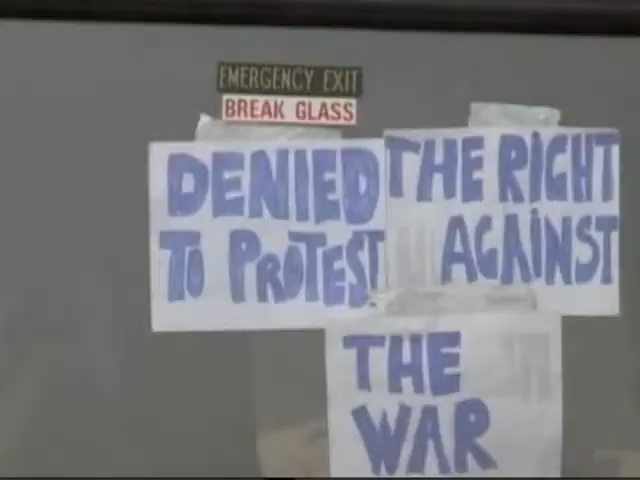 EMERGENCY EXIT
BREAK GLASS
DENIED THE RIGHT
TO PROTEST AGAINST
THE
WAR